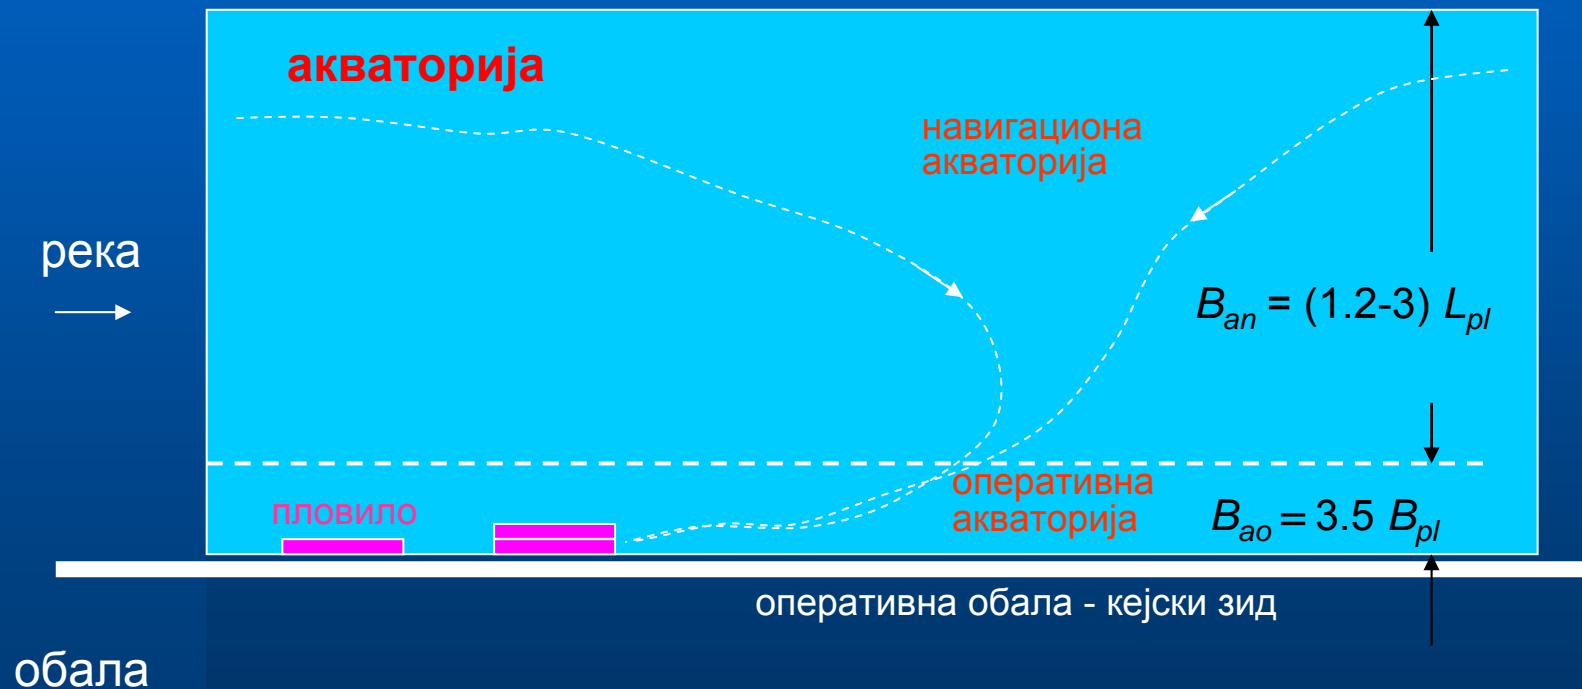 акваторија
навигациона
акваторија
река
B_an = (1.2-3) L_pl
пловило
оперативна
акваторија
B_ao = 3.5 B_pl
оперативна обала - кејски зид
обала